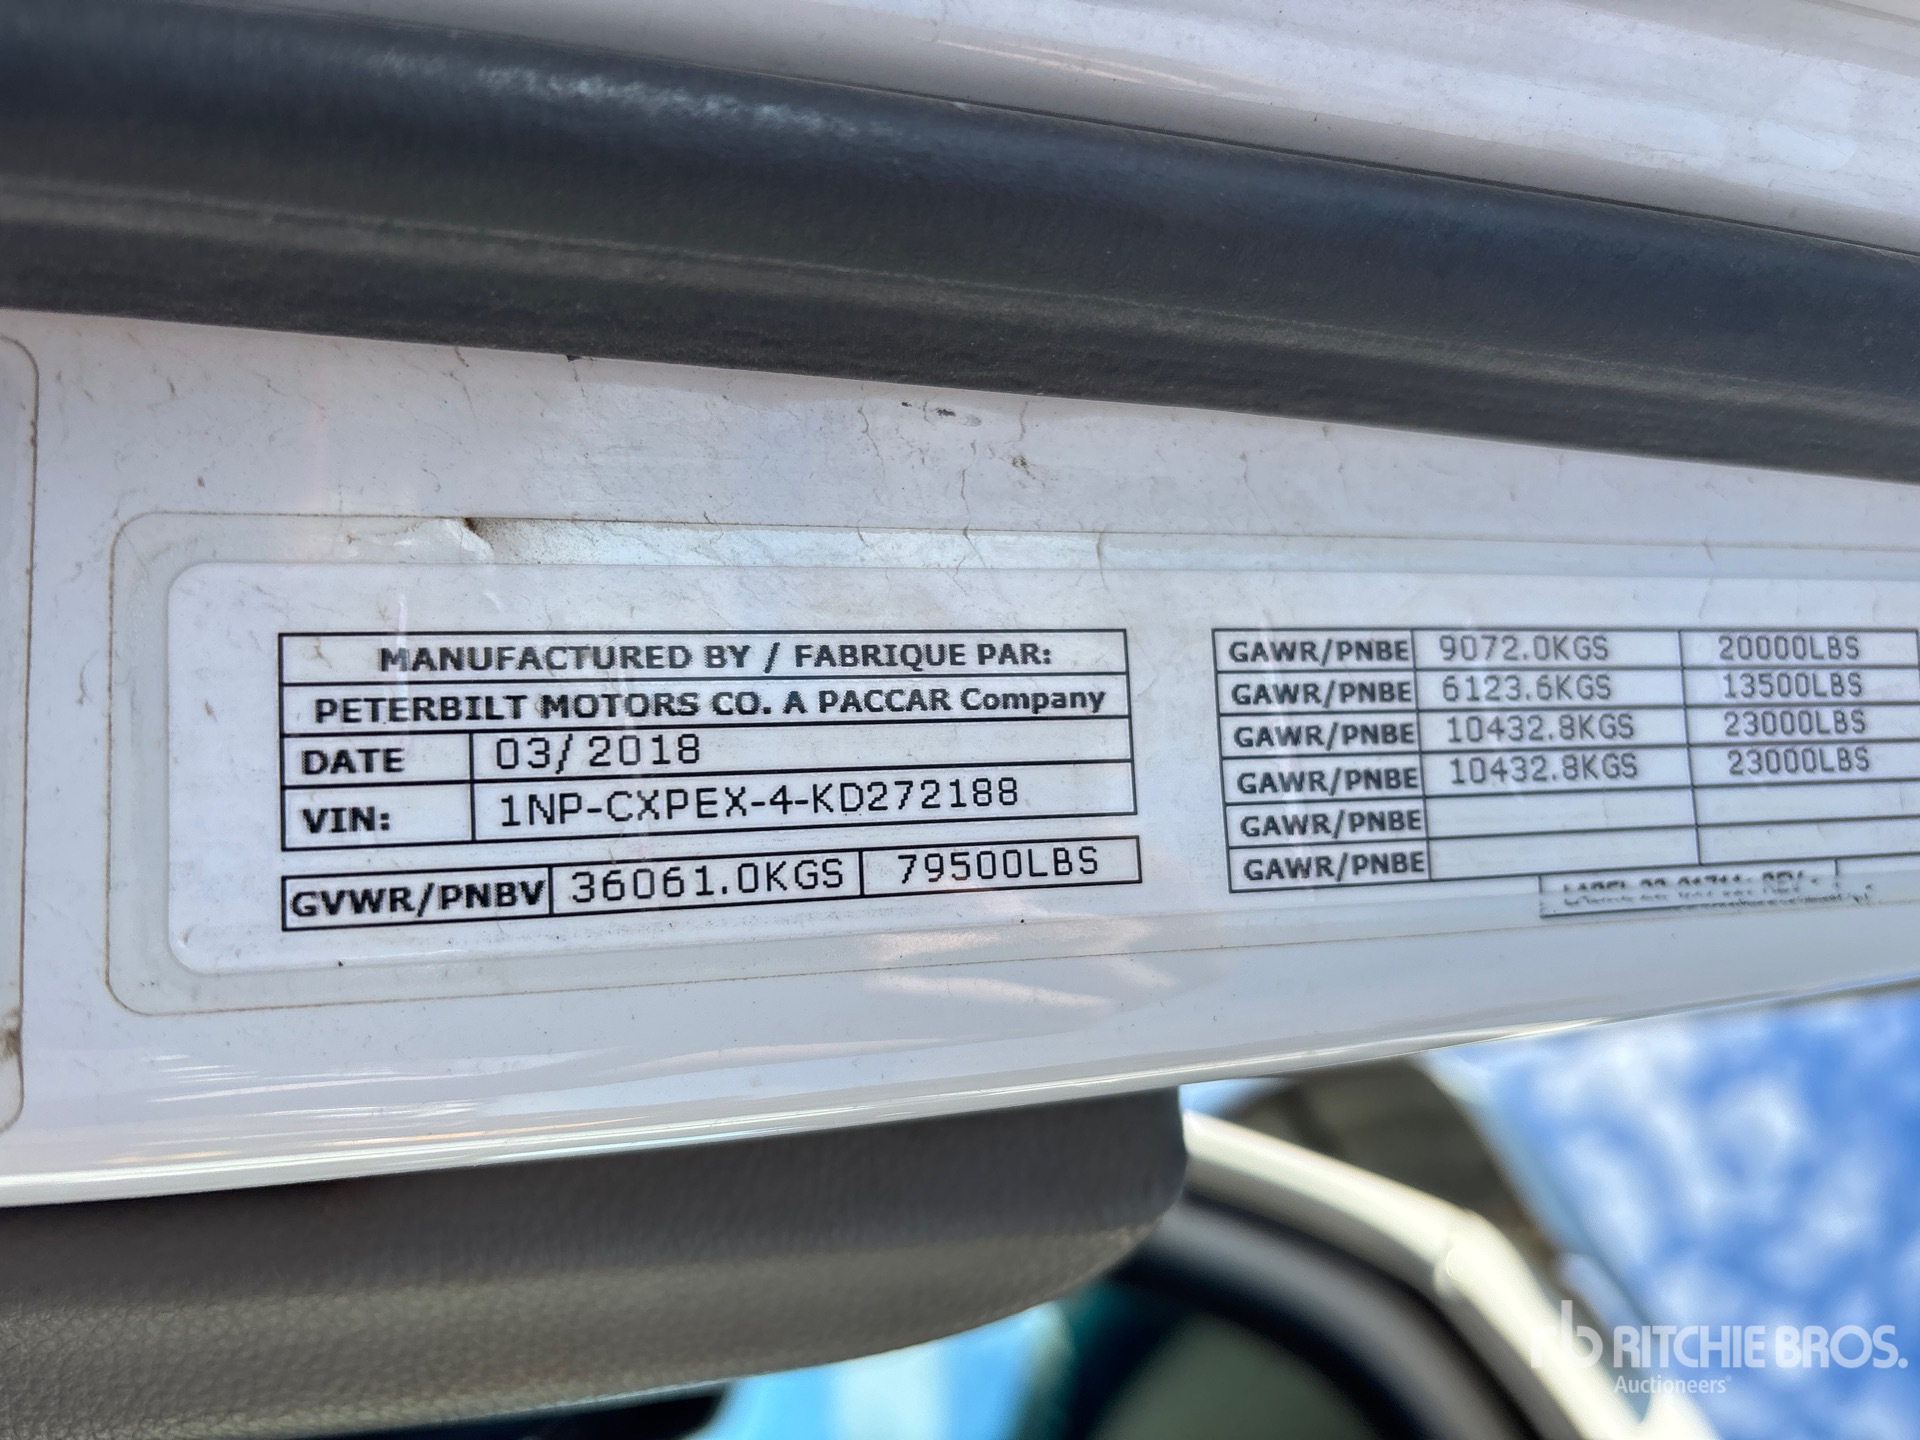 MANUFACTURED BY / FABRIQUE PAR:
PETERBILT MOTORS CO. A PACCAR Company
DATE 03/2018
VIN: 1NP-CXPEX-4-KD272188
GVWR/PNBV 36061.0KGS 79500LBS
GAWR/PNBE 9072.0KGS 20000LBS
GAWR/PNBE 6123.6KGS 13500LBS
GAWR/PNBE 10432.8KGS 23000LBS
GAWR/PNBE 10432.8KGS 23000LBS
GAWR/PNBE
GAWR/PNBE
rb RITCHIE BROS.
Auctioneers